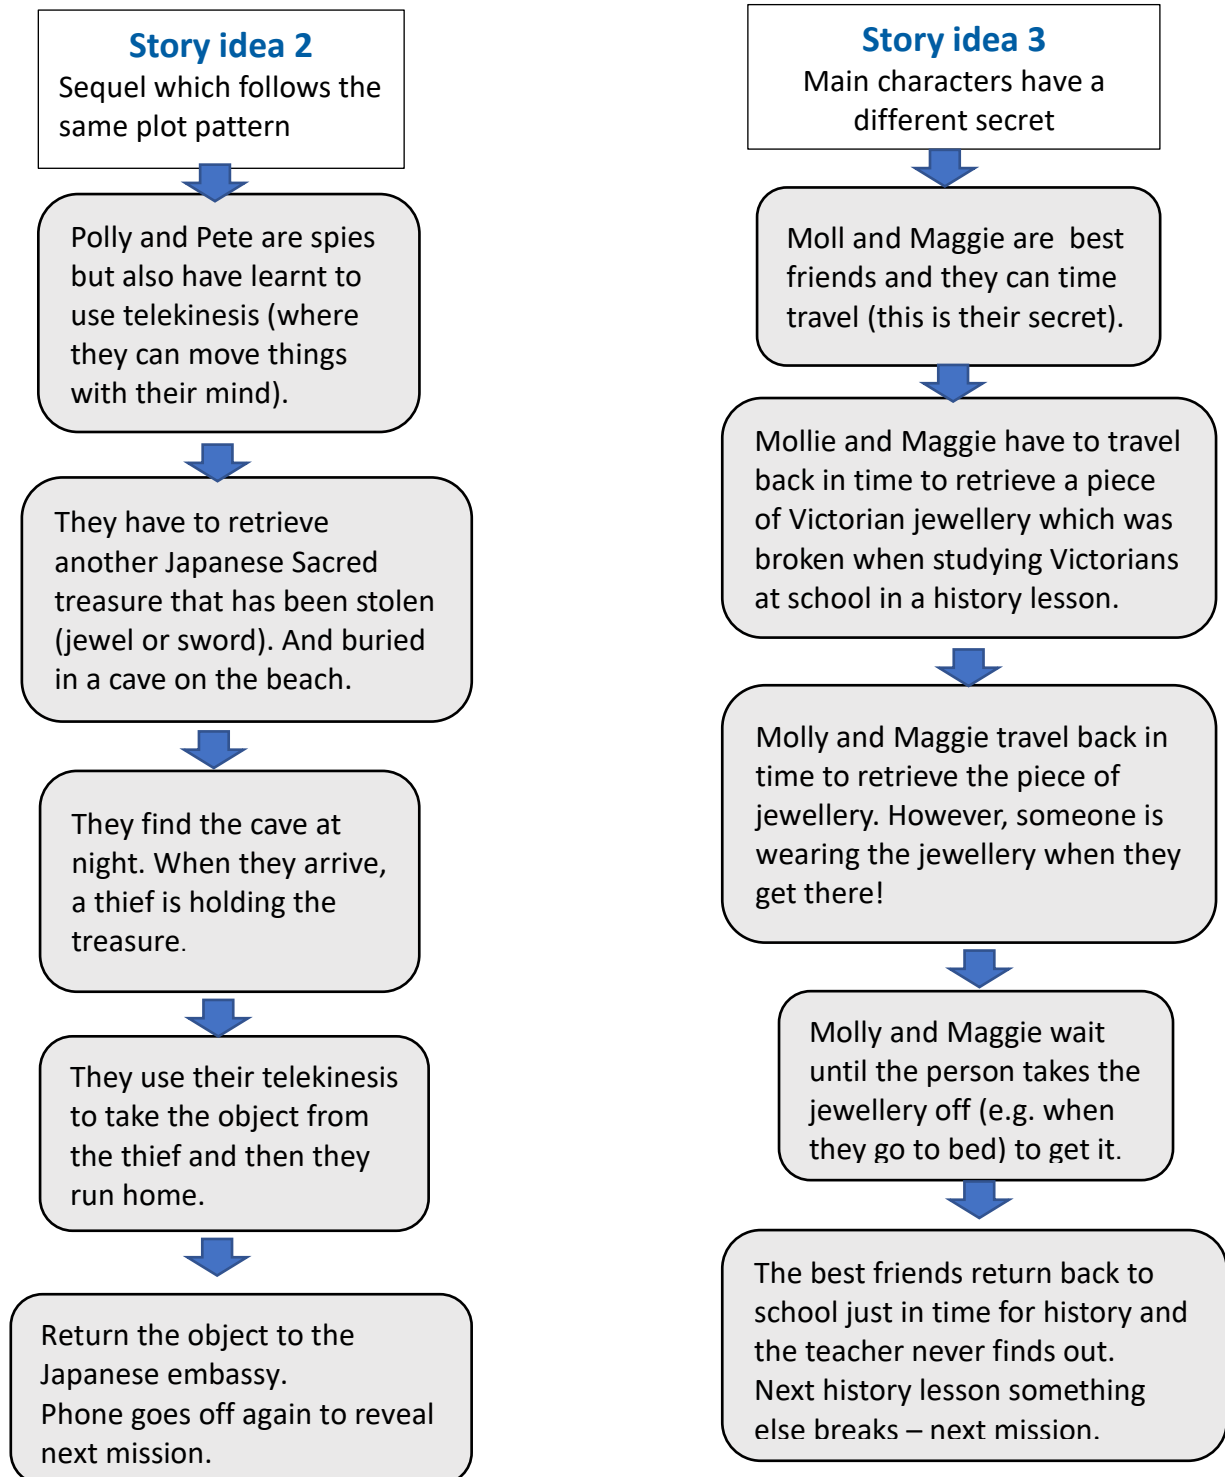 Story idea 2
Sequel which follows the
same plot pattern
Polly and Pete are spies
but also have learnt to
use telekinesis (where
they can move things
with their mind).
They have to retrieve
another Japanese Sacred
treasure that has been stolen
(jewel or sword). And buried
in a cave on the beach.
They find the cave at
night. When they arrive,
a thief is holding the
treasure.
They use their telekinesis
to take the object from
the thief and then they
run home.
Return the object to the
Japanese embassy.
Phone goes off again to reveal
next mission.
Story idea 3
Main characters have a
different secret
Moll and Maggie are best
friends and they can time
travel (this is their secret).
Mollie and Maggie have to travel
back in time to retrieve a piece
of Victorian jewellery which was
broken when studying Victorians
at school in a history lesson.
Molly and Maggie travel back in
time to retrieve the piece of
jewellery. However, someone is
wearing the jewellery when they
get there!
Molly and Maggie wait
until the person takes the
jewellery off (e.g. when
they go to bed) to get it.
The best friends return back to
school just in time for history and
the teacher never finds out.
Next history lesson something
else breaks – next mission.